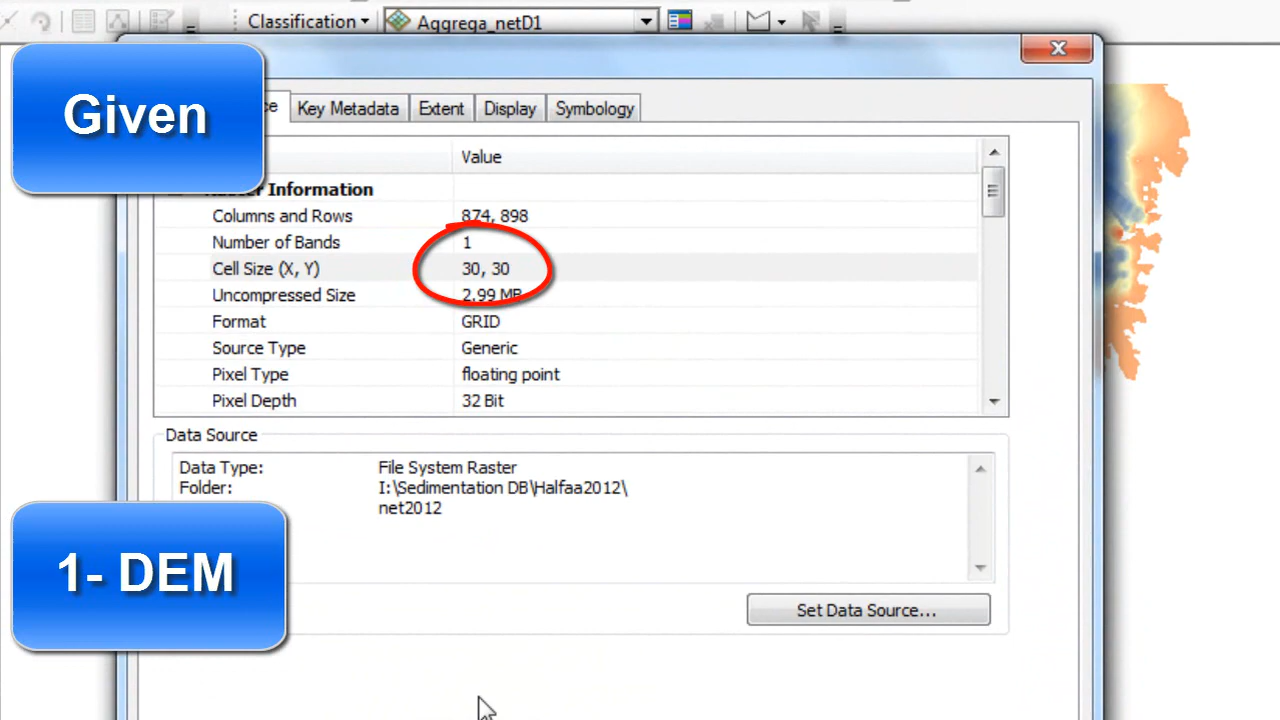 Classification
Aggrega_netD1
Given
Key Metadata
Extent
Display
Symbology
Value
Information
Columns and Rows 874, 898
Number of Bands 1
Cell Size (X, Y) 30, 30
Uncompressed Size 2.99 MB
Format GRID
Source Type Generic
Pixel Type floating point
Pixel Depth 32 Bit
Data Source
Data Type: File System Raster
Folder: I:\Sedimentation DB\Halfaa2012\
net2012
1- DEM
Set Data Source...